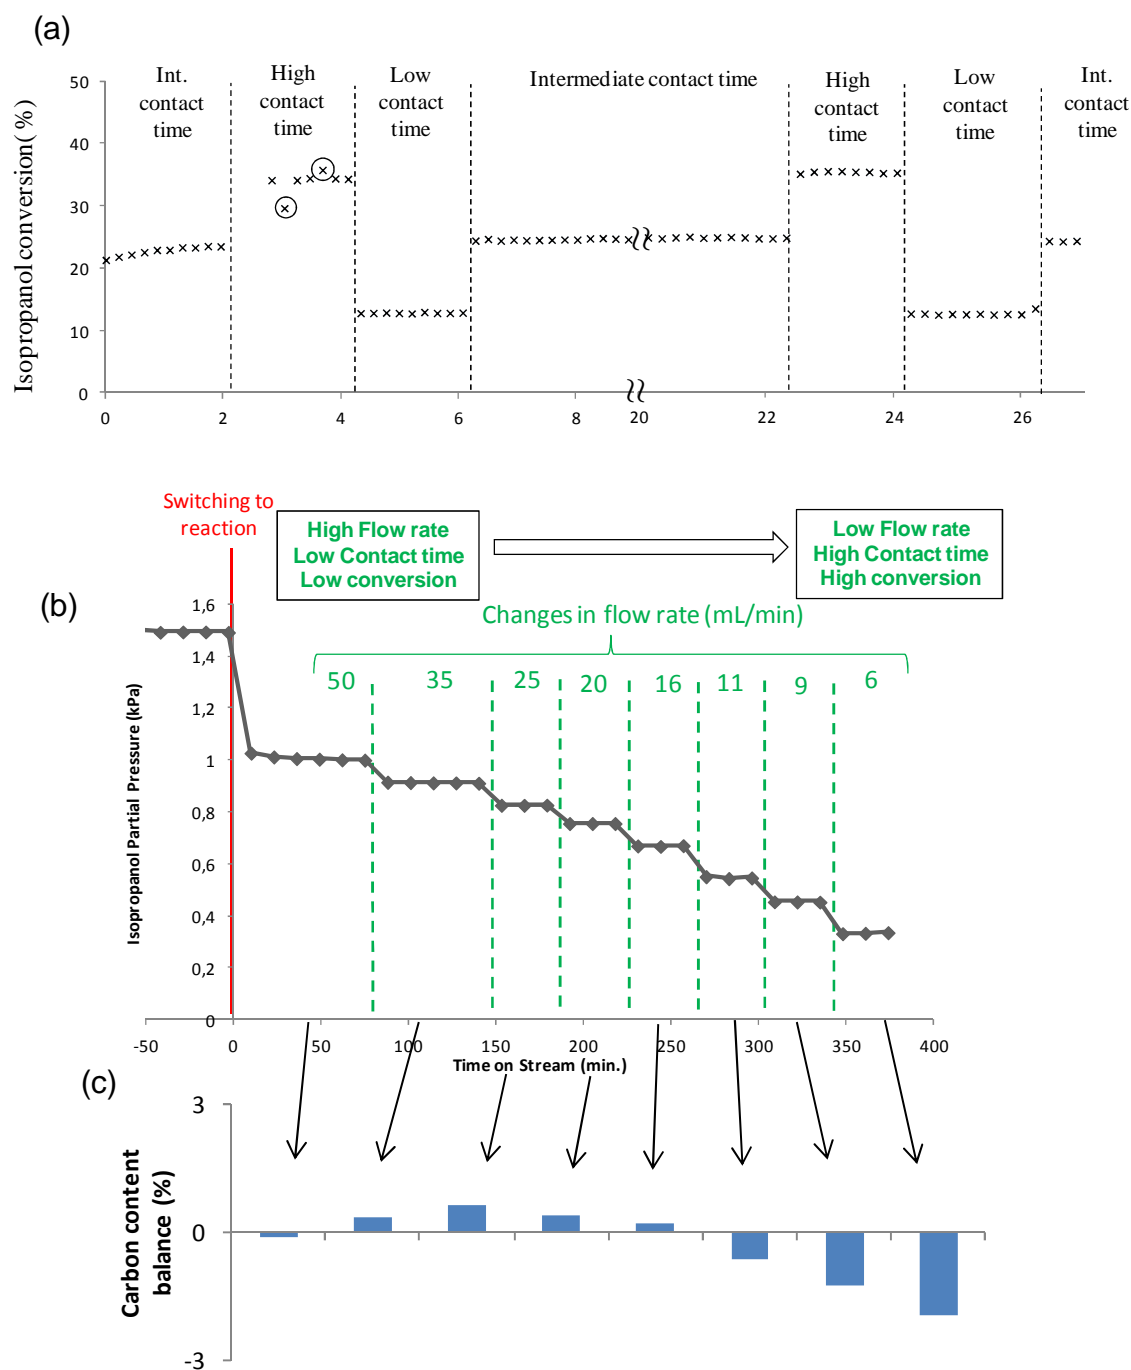 (a)
Int.
contact
time
High
contact
time
Low
contact
time
Intermediate contact time
High
contact
time
Low
contact
time
Int.
contact
time
Isopropanol conversion( %)
50
40
30
20
10
0
0
2
4
6
8
20
22
24
26
Switching to
reaction
High Flow rate
Low Contact time
Low conversion
Low Flow rate
High Contact time
High conversion
(b)
Changes in flow rate (mL/min)
50
35
25
20
16
11
9
6
Isopropanol Partial Pressure (kPa)
1,6
1,4
1,2
1
0,8
0,6
0,4
0,2
0
-50
0
50
100
150
200
250
300
350
400
Time on Stream (min.)
(c)
Carbon content
balance (%)
3
0
-3